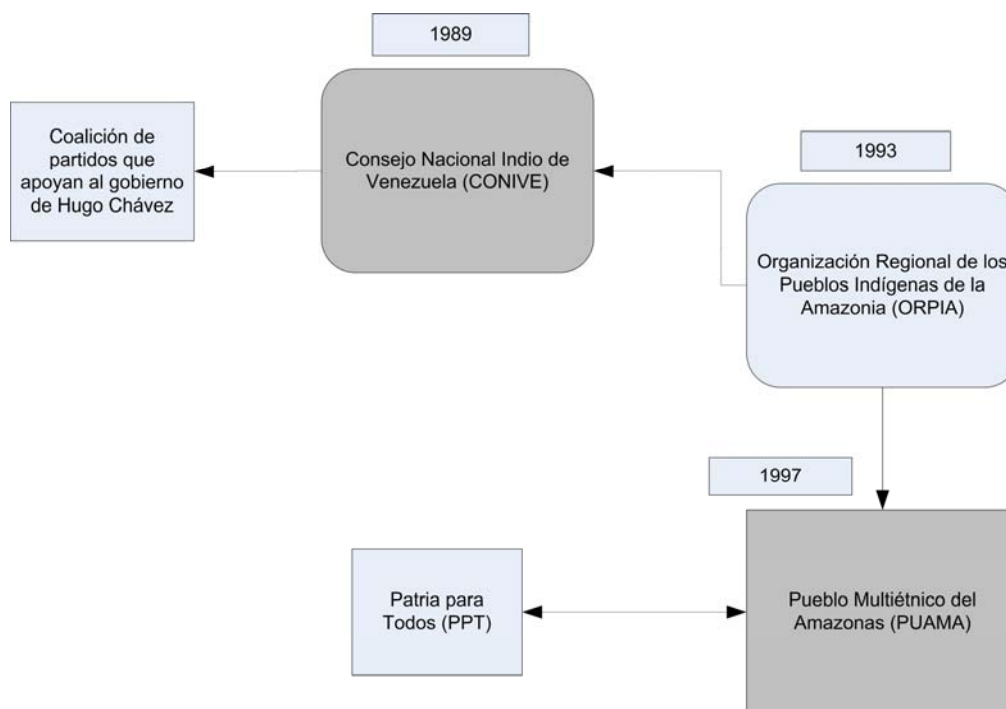 1989
Coalición de
partidos que
apoyan al gobierno
de Hugo Chávez
Consejo Nacional Indio de
Venezuela (CONIVE)
1993
Organización Regional de los
Pueblos Indígenas de la
Amazonia (ORPIA)
1997
Patria para
Todos (PPT)
Pueblo Multiétnico del
Amazonas (PUAMA)